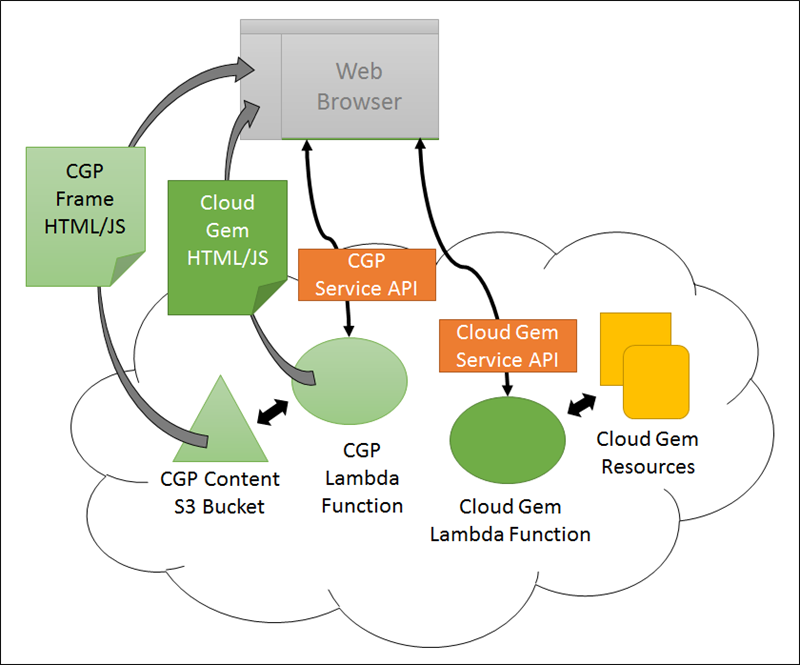 Web
Browser
CGP
Frame
HTML/JS
Cloud
Gem
HTML/JS
CGP
Service API
Cloud Gem
Service API
CGP Content
S3 Bucket
CGP
Lambda
Function
Cloud Gem
Lambda Function
Cloud Gem
Resources